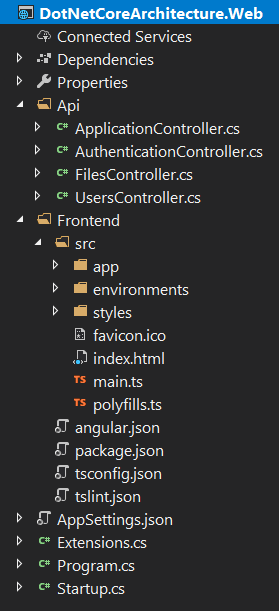 DotNetCoreArchitecture.Web
Connected Services
Dependencies
Properties
Api
C# ApplicationController.cs
C# AuthenticationController.cs
C# FilesController.cs
C# UsersController.cs
Frontend
src
app
environments
styles
favicon.ico
index.html
TS main.ts
TS polyfills.ts
angular.json
package.json
tsconfig.json
tslint.json
AppSettings.json
C# Extensions.cs
C# Program.cs
C# Startup.cs